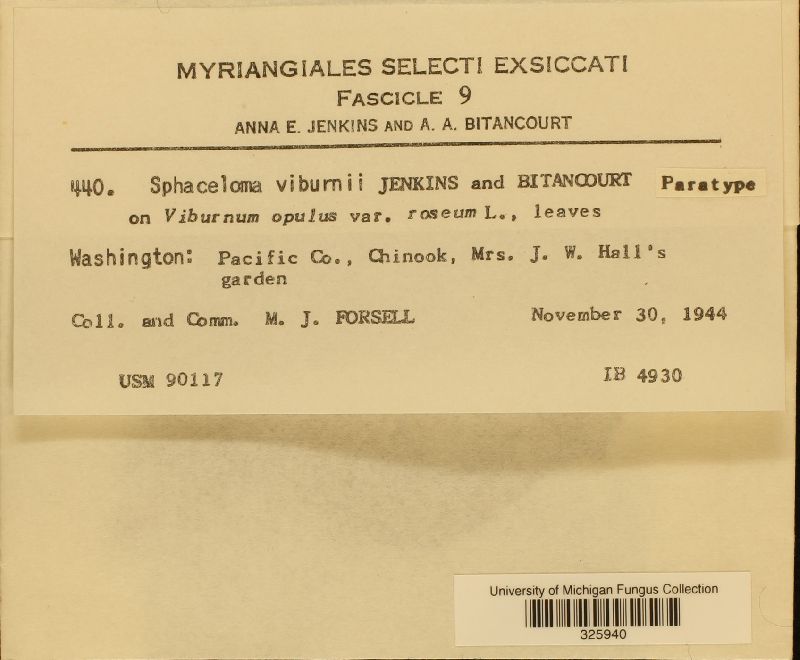 MYRIANGIALES SELECTI EXSICCATI
FASCICLE 9
ANNA E. JENKINS AND A. A. BITANCOURT
440. Sphaceloma viburnii JENKINS and BITANCOURT Paratype
on Viburnum opulus var. roseum L., leaves
Washington: Pacific Co., Chinook, Mrs. J. W. Hall's
garden
Coll. and Comm. M. J. FORSELL November 30, 1944
USM 90117 IB 4930
University of Michigan Fungus Collection
325940